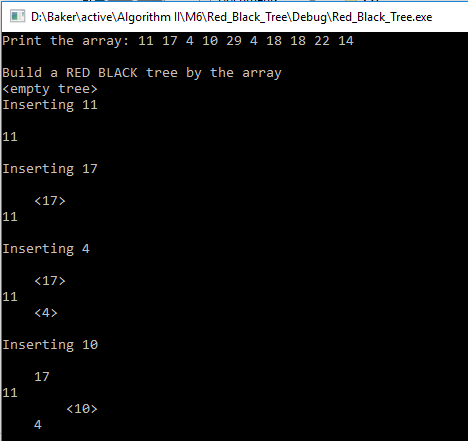 D:\Baker\active\Algorithm II\M6\Red_Black_Tree\Debug\Red_Black_Tree.exe
Print the array: 11 17 4 10 29 4 18 18 22 14
Build a RED BLACK tree by the array
<empty tree>
Inserting 11
11
Inserting 17
<17>
11
Inserting 4
<17>
11
<4>
Inserting 10
17
11
<10>
4